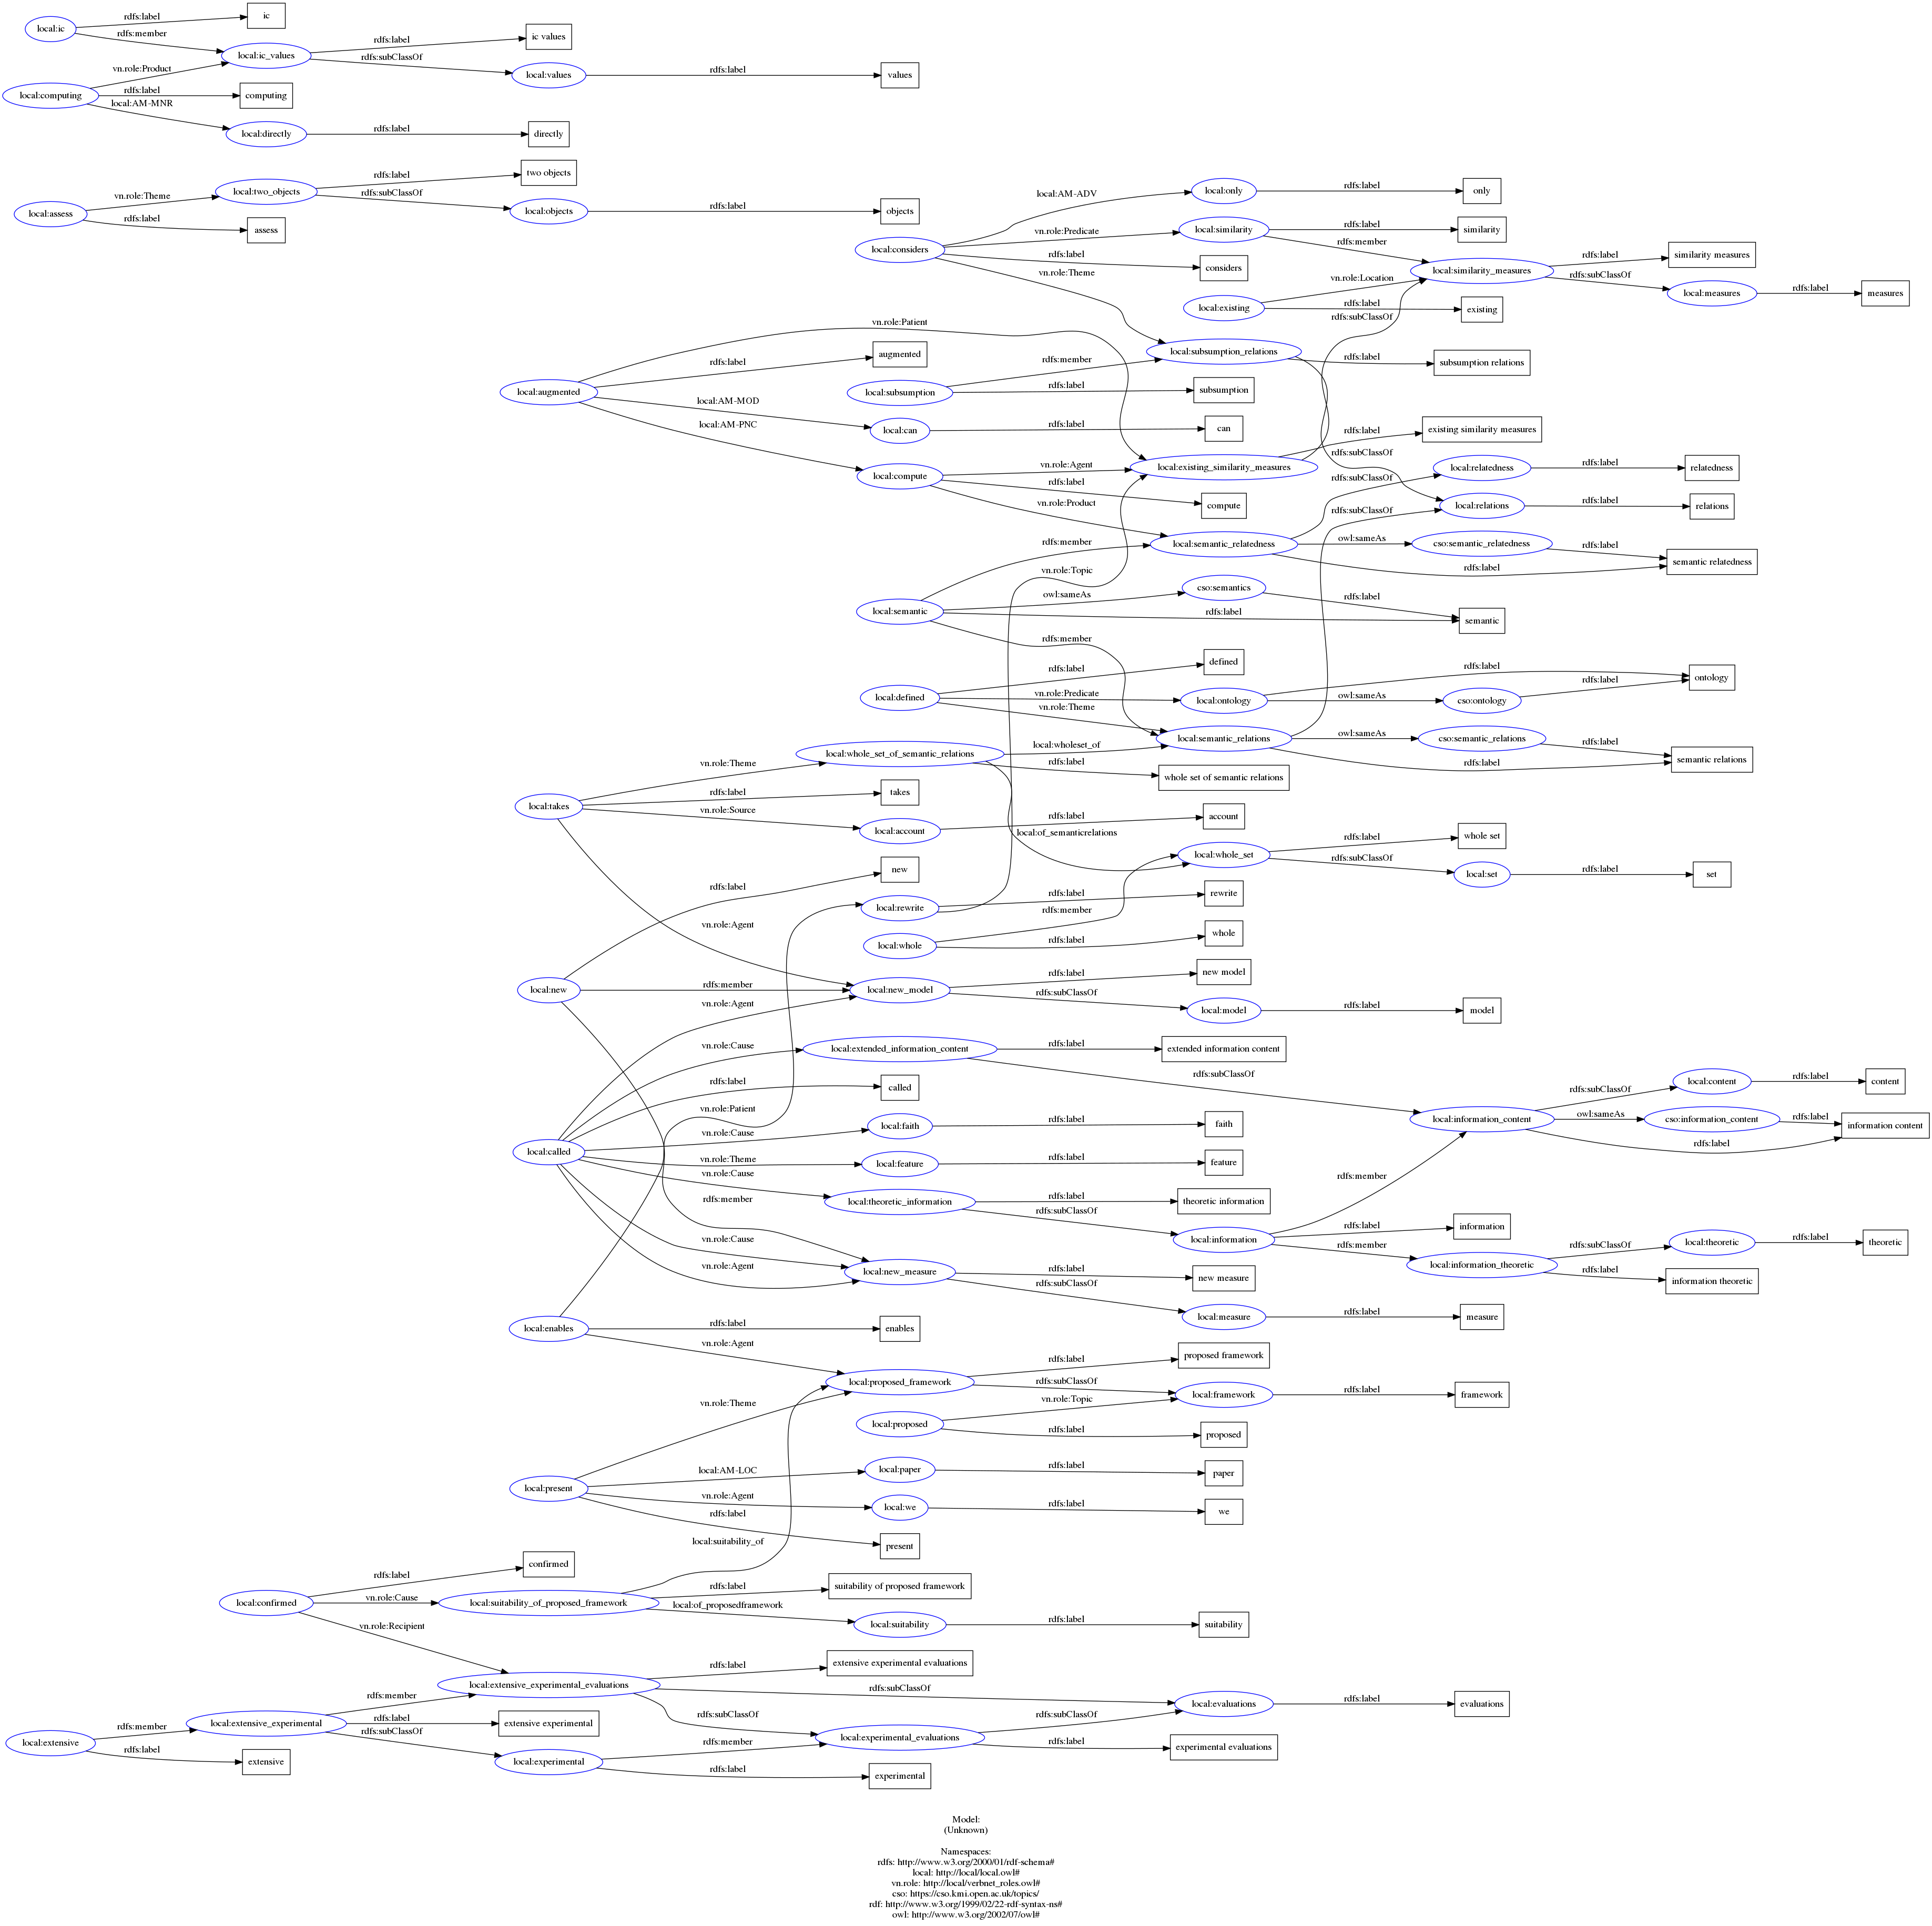 rdfs:label
ic
local:ic
rdfs:member
rdfs:label
ic values
local:ic_values
rdfs:subClassOf
vn.role:Product
local:values
rdfs:label
values
local:computing
rdfs:label
computing
local:AM-MNR
local:directly
rdfs:label
directly
rdfs:label
two objects
vn.role:Theme
local:two_objects
rdfs:subClassOf
local:assess
local:objects
rdfs:label
objects
rdfs:label
assess
local:AM-ADV
local:only
rdfs:label
only
local:considers
vn.role:Predicate
local:similarity
rdfs:label
similarity
rdfs:member
rdfs:label
considers
vn.role:Theme
local:similarity_measures
rdfs:label
similarity measures
rdfs:subClassOf
local:measures
rdfs:label
measures
vn.role:Location
local:existing
rdfs:label
existing
rdfs:subClassOf
vn.role:Patient
local:subsumption_relations
rdfs:label
subsumption relations
rdfs:label
augmented
rdfs:member
local:augmented
local:subsumption
rdfs:label
subsumption
local:AM-MOD
local:can
rdfs:label
can
local:AM-PNC
rdfs:label
existing similarity measures
rdfs:subClassOf
local:compute
vn.role:Agent
local:existing_similarity_measures
rdfs:label
compute
local:relatedness
rdfs:label
relatedness
rdfs:subClassOf
vn.role:Product
local:relations
rdfs:label
relations
rdfs:subClassOf
rdfs:member
local:semantic_relatedness
owl:sameAs
cso:semantic_relatedness
rdfs:label
semantic relatedness
rdfs:label
vn.role:Topic
owl:sameAs
cso:semantics
rdfs:label
local:semantic
rdfs:label
semantic
rdfs:member
rdfs:label
defined
rdfs:label
ontology
local:defined
vn.role:Predicate
local:ontology
owl:sameAs
cso:ontology
rdfs:label
vn.role:Theme
local:semantic_relations
owl:sameAs
cso:semantic_relations
rdfs:label
semantic relations
rdfs:label
local:whole_set_of_semantic_relations
local:wholeset_of
rdfs:label
whole set of semantic relations
vn.role:Theme
local:takes
rdfs:label
takes
vn.role:Source
local:account
rdfs:label
account
local:of_semanticrelations
local:whole_set
rdfs:label
whole set
rdfs:subClassOf
local:set
rdfs:label
set
rdfs:label
new
local:rewrite
rdfs:label
rewrite
rdfs:member
vn.role:Agent
local:whole
rdfs:label
whole
local:new
rdfs:member
local:new_model
rdfs:label
new model
rdfs:subClassOf
local:model
rdfs:label
model
vn.role:Agent
vn.role:Cause
local:extended_information_content
rdfs:label
extended information content
rdfs:subClassOf
rdfs:label
called
rdfs:subClassOf
local:content
rdfs:label
content
vn.role:Patient
local:information_content
owl:sameAs
cso:information_content
rdfs:label
information content
rdfs:label
vn.role:Cause
local:faith
rdfs:label
faith
local:called
vn.role:Theme
local:feature
rdfs:label
feature
vn.role:Cause
local:theoretic_information
rdfs:label
theoretic information
rdfs:subClassOf
rdfs:member
rdfs:member
local:information
rdfs:label
information
rdfs:member
local:information_theoretic
rdfs:subClassOf
local:theoretic
rdfs:label
theoretic
rdfs:label
information theoretic
vn.role:Cause
vn.role:Agent
local:new_measure
rdfs:label
new measure
rdfs:subClassOf
local:measure
rdfs:label
measure
local:enables
rdfs:label
enables
vn.role:Agent
local:proposed_framework
rdfs:label
proposed framework
rdfs:subClassOf
local:framework
rdfs:label
framework
vn.role:Theme
local:proposed
vn.role:Topic
rdfs:label
proposed
local:present
local:AM-LOC
local:paper
rdfs:label
paper
vn.role:Agent
local:we
rdfs:label
we
rdfs:label
present
local:suitability_of
rdfs:label
confirmed
local:confirmed
vn.role:Cause
local:suitability_of_proposed_framework
rdfs:label
suitability of proposed framework
local:of_proposedframework
local:suitability
rdfs:label
suitability
vn.role:Recipient
local:extensive_experimental_evaluations
rdfs:label
extensive experimental evaluations
rdfs:subClassOf
local:evaluations
rdfs:label
evaluations
rdfs:member
rdfs:subClassOf
rdfs:subClassOf
rdfs:member
local:extensive_experimental
rdfs:label
extensive experimental
local:extensive
rdfs:subClassOf
local:experimental_evaluations
rdfs:label
experimental evaluations
rdfs:label
extensive
local:experimental
rdfs:member
rdfs:label
experimental
Model:
(Unknown)
Namespaces:
rdfs: http://www.w3.org/2000/01/rdf-schema#
local: http://local/local.owl#
vn.role: http://local/verbnet_roles.owl#
cso: https://cso.kmi.open.ac.uk/topics/
rdf: http://www.w3.org/1999/02/22-rdf-syntax-ns#
owl: http://www.w3.org/2002/07/owl#